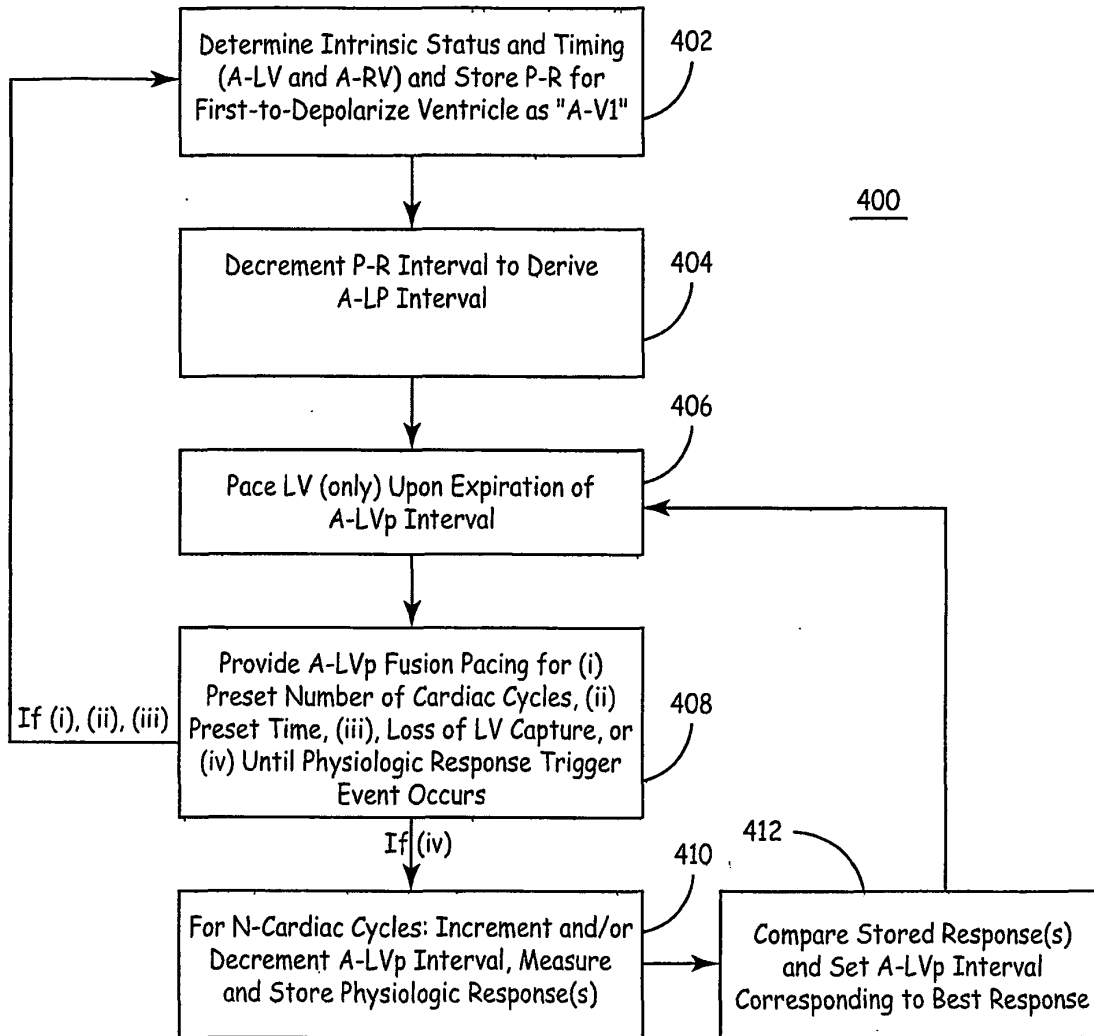 Determine Intrinsic Status and Timing
(A-LV and A-RV) and Store P-R for
First-to-Depolarize Ventricle as "A-V1"
402
400
Decrement P-R Interval to Derive
A-LP Interval
404
406
Pace LV (only) Upon Expiration of
A-LVp Interval
Provide A-LVp Fusion Pacing for (i)
Preset Number of Cardiac Cycles, (ii)
Preset Time, (iii), Loss of LV Capture, or
(iv) Until Physiologic Response Trigger
Event Occurs
408
If (i), (ii), (iii)
If (iv)
410
412
For N-Cardiac Cycles: Increment and/or
Decrement A-LVp Interval, Measure
and Store Physiologic Response(s)
Compare Stored Response(s)
and Set A-LVp Interval
Corresponding to Best Response